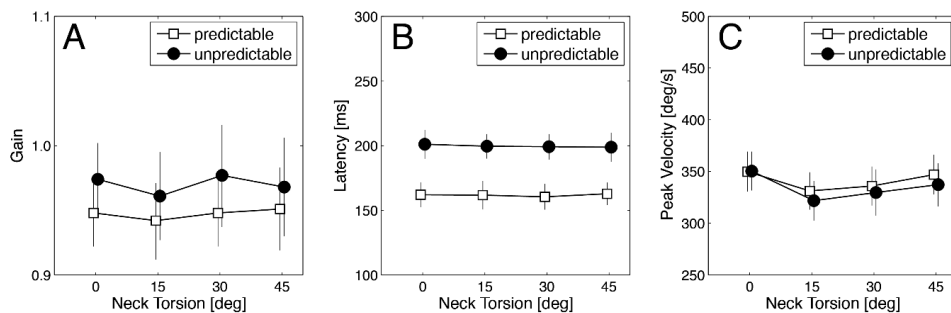 A
predictable
unpredictable
1.1
1.0
0.9
Gain
0 15 30 45
Neck Torsion [deg]
B
predictable
unpredictable
300
250
200
150
100
Latency [ms]
0 15 30 45
Neck Torsion [deg]
C
predictable
unpredictable
500
450
400
350
300
250
Peak Velocity [deg/s]
0 15 30 45
Neck Torsion [deg]